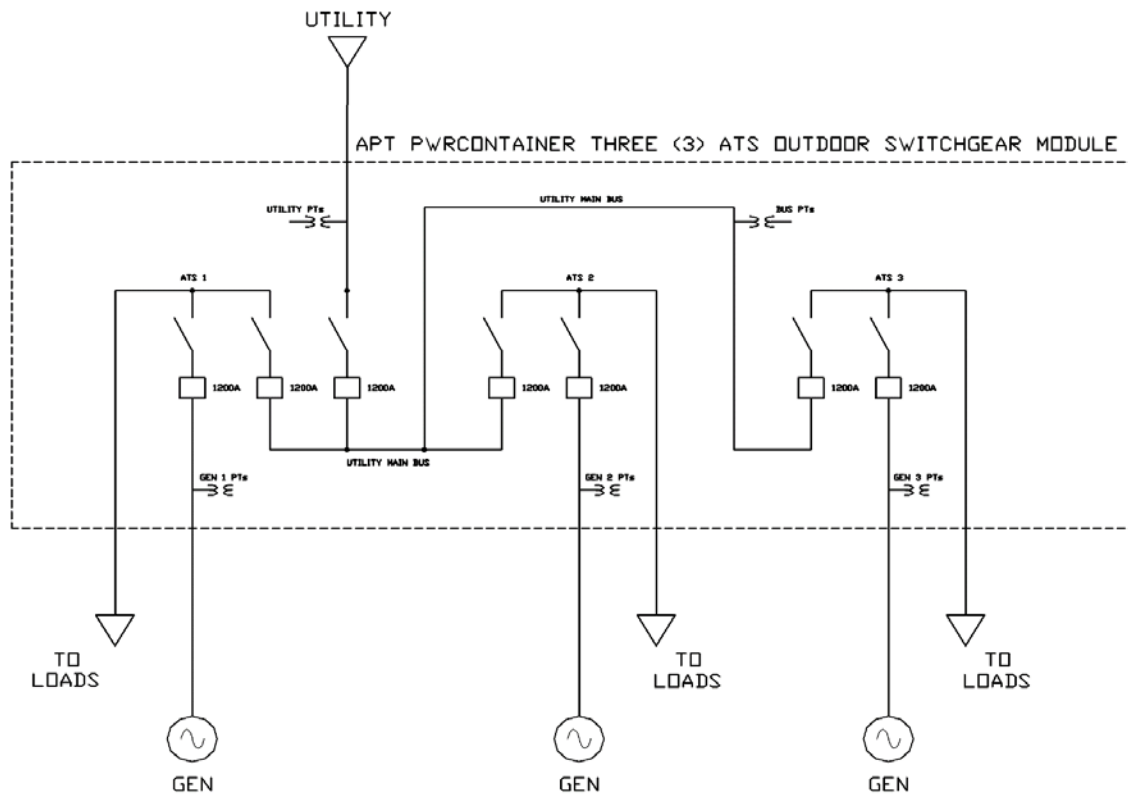 UTILITY
APT PWRCONTAINER THREE (3) ATS OUTDOOR SWITCHGEAR MODULE
UTILITY MAIN BUS
UTILITY PTs
BUS PTs
ATS 1
ATS 2
ATS 3
1200A
1200A
1200A
1200A
1200A
1200A
1200A
UTILITY MAIN BUS
GEN 1 PTs
GEN 2 PTs
GEN 3 PTs
TO
LOADS
TO
LOADS
TO
LOADS
GEN
GEN
GEN